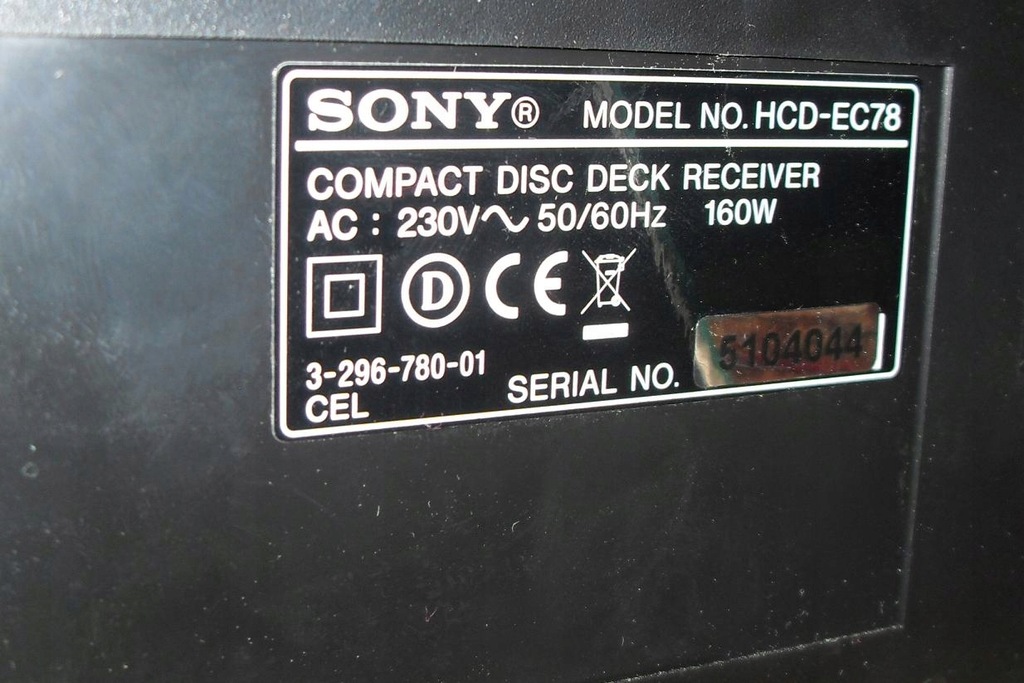 SONY® MODEL NO. HCD-EC78
COMPACT DISC DECK RECEIVER
AC : 230V~ 50/60Hz 160W
D CE
3-296-780-01
CEL
SERIAL NO. 5104044